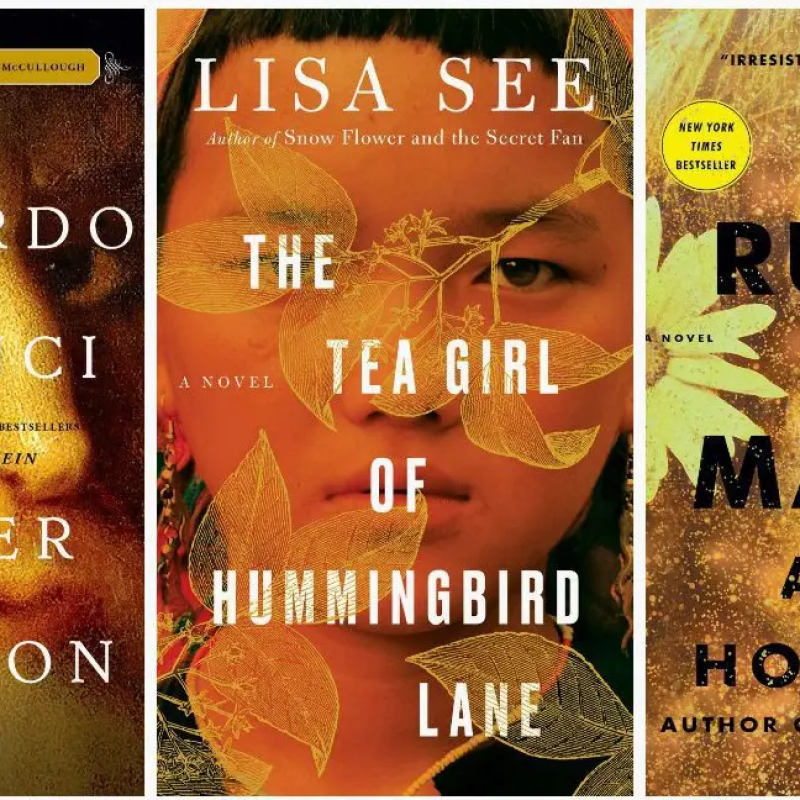 McCULLOUGH
RDO
CI
BESTSELLERS
EIN
ER
ON
LISA SEE
Author of Snow Flower and the Secret Fan
THE
TEA GIRL
A NOVEL
OF
HUMMINGBIRD
LANE
"IRRESIST
NEW YORK
TIMES
BESTSELLER
RU
A NOVEL
MA
A
HO
AUTHOR